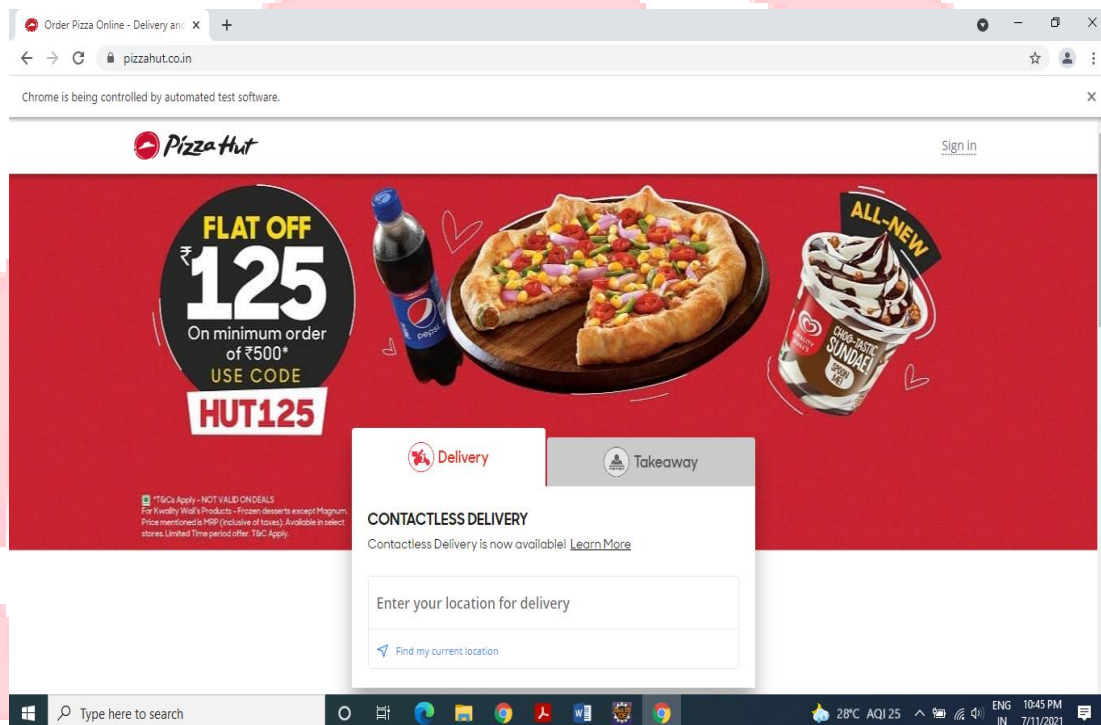 Order Pizza Online - Delivery and
pizzahut.co.in
Chrome is being controlled by automated test software.
Pizza Hut
Sign in
FLAT OFF
₹125
On minimum order
of ₹500*
USE CODE
HUT125
pepsi
ALL-NEW
KWALITY WALL'S
CHOC-TASTIC
SUNDAE!
SPOON
ME!
*T&Cs Apply - NOT VALID ON DEALS
For Kwality Wall's Products - Frozen desserts except Magnum.
Price mentioned is MRP (inclusive of taxes). Available in select
stores. Limited Time period offer. T&C Apply.
Delivery
Takeaway
CONTACTLESS DELIVERY
Contactless Delivery is now available! Learn More
Enter your location for delivery
Find my current location
Type here to search
28°C AQI 25
ENG
IN
10:45 PM
7/11/2021